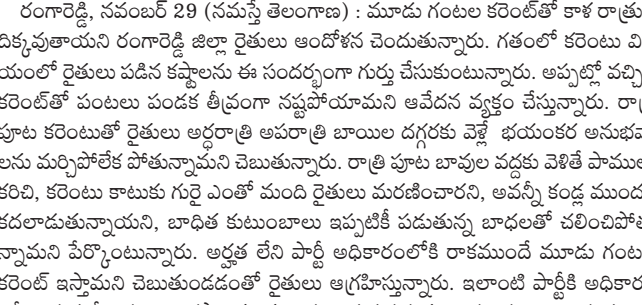 రంగారెడ్డి, నవంబర్ 29 (నమస్తే తెలంగాణ) : మూడు గంటల కరెంట్‌తో కాళ రాత్రు
దిక్కవుతాయని రంగారెడ్డి జిల్లా రైతులు ఆందోళన చెందుతున్నారు. గతంలో కరెంటు వి
యంలో రైతులు పడిన కష్టాలను ఈ సందర్భంగా గుర్తు చేసుకుంటున్నారు. అప్పట్లో వచ్చి
కరెంట్‌తో పంటలు పండక తీవ్రంగా నష్టపోయామని ఆవేదన వ్యక్తం చేస్తున్నారు. రా
పూట కరెంటుతో రైతులు అర్ధరాత్రి అపరాత్రి బాయిల దగ్గరకు వెళ్లే భయంకర అనుభవ
లను మర్చిపోలేక పోతున్నామని చెబుతున్నారు. రాత్రి పూట బావుల వద్దకు వెళితే పాముల
కరిచి, కరెంటు కాటుకు గురై ఎంతో మంది రైతులు మరణించారని, అవన్నీ కండ్ల ముంద
కదలాడుతున్నాయని, బాధిత కుటుంబాలు ఇప్పటికీ పడుతున్న బాధలతో చలించిపోత
న్నామని పేర్కొంటున్నారు. అర్హత లేని పార్టీ అధికారంలోకి రాకముందే మూడు గంట
కరెంట్ ఇస్తామని చెబుతుండడంతో రైతులు ఆగ్రహిస్తున్నారు. ఇలాంటి పార్టీకి అధికార